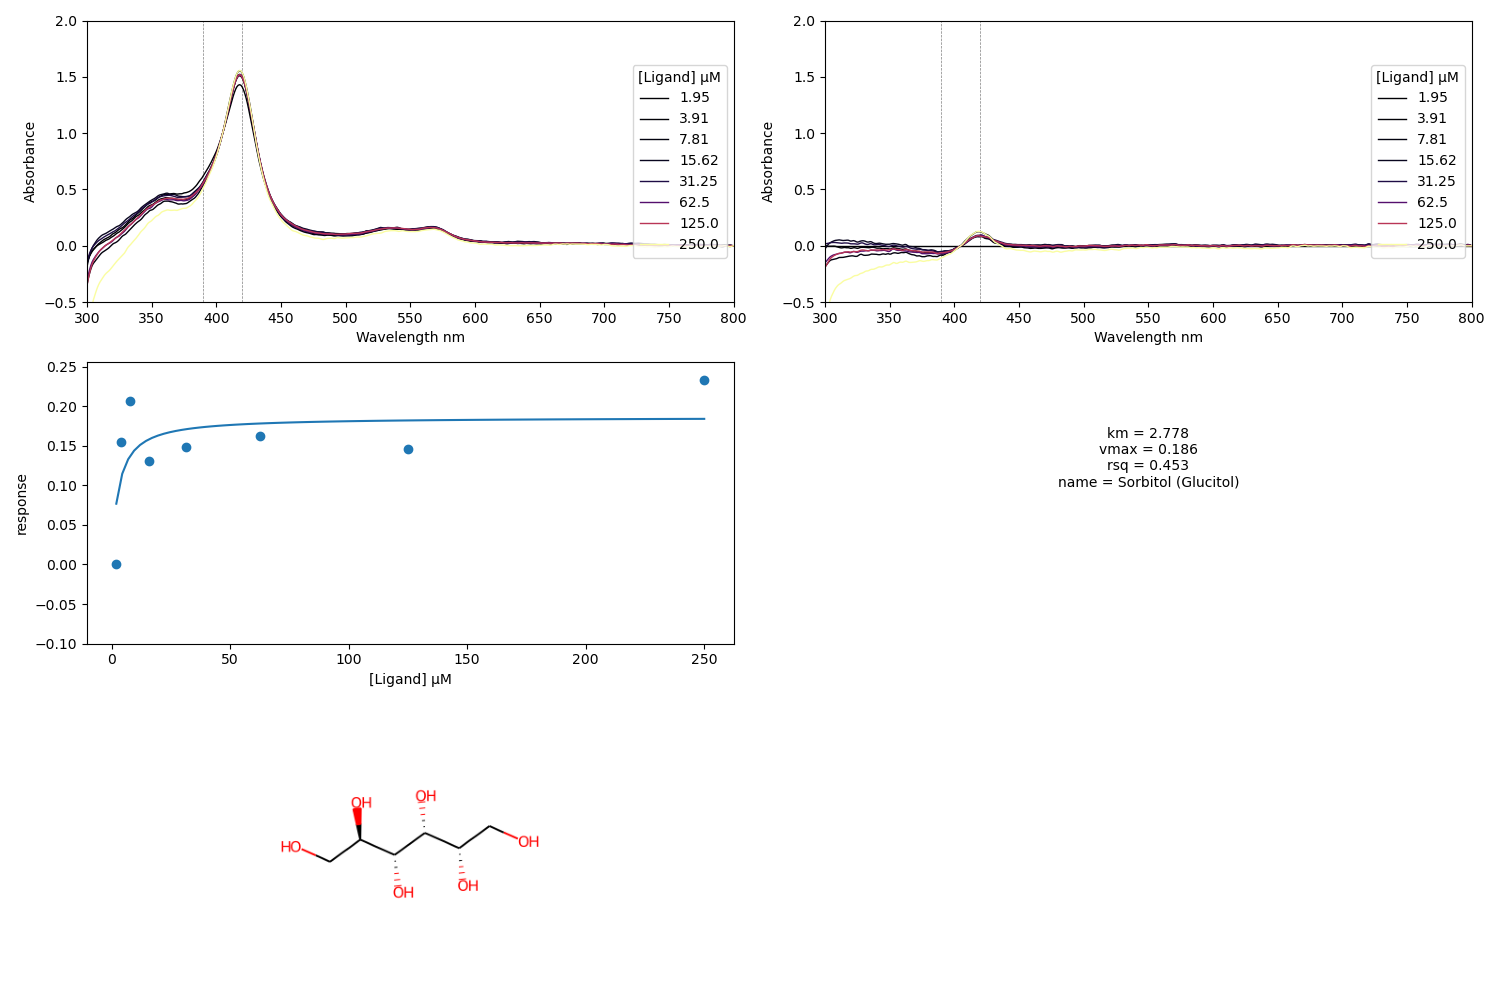 2.0
1.5
1.0
0.5
0.0
−0.5
Absorbance
300 350 400 450 500 550 600 650 700 750 800
Wavelength nm
[Ligand] µM
1.95
3.91
7.81
15.62
31.25
62.5
125.0
250.0
2.0
1.5
1.0
0.5
0.0
−0.5
Absorbance
300 350 400 450 500 550 600 650 700 750 800
Wavelength nm
[Ligand] µM
1.95
3.91
7.81
15.62
31.25
62.5
125.0
250.0
0.25
0.20
0.15
0.10
0.05
0.00
−0.05
−0.10
response
0 50 100 150 200 250
[Ligand] µM
km = 2.778
vmax = 0.186
rsq = 0.453
name = Sorbitol (Glucitol)
OH
OH
HO
OH
OH
OH